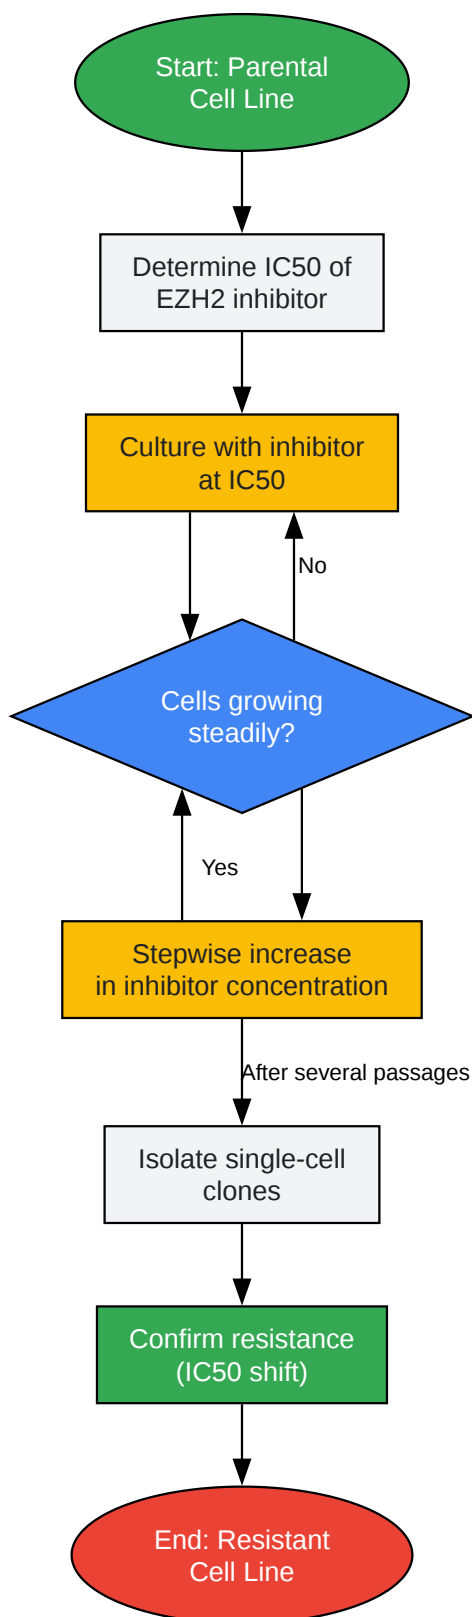 Start: Parental
Cell Line
Determine IC50 of
EZH2 inhibitor
Culture with inhibitor
at IC50
No
Cells growing
steadily?
Yes
Stepwise increase
in inhibitor concentration
After several passages
Isolate single-cell
clones
Confirm resistance
(IC50 shift)
End: Resistant
Cell Line